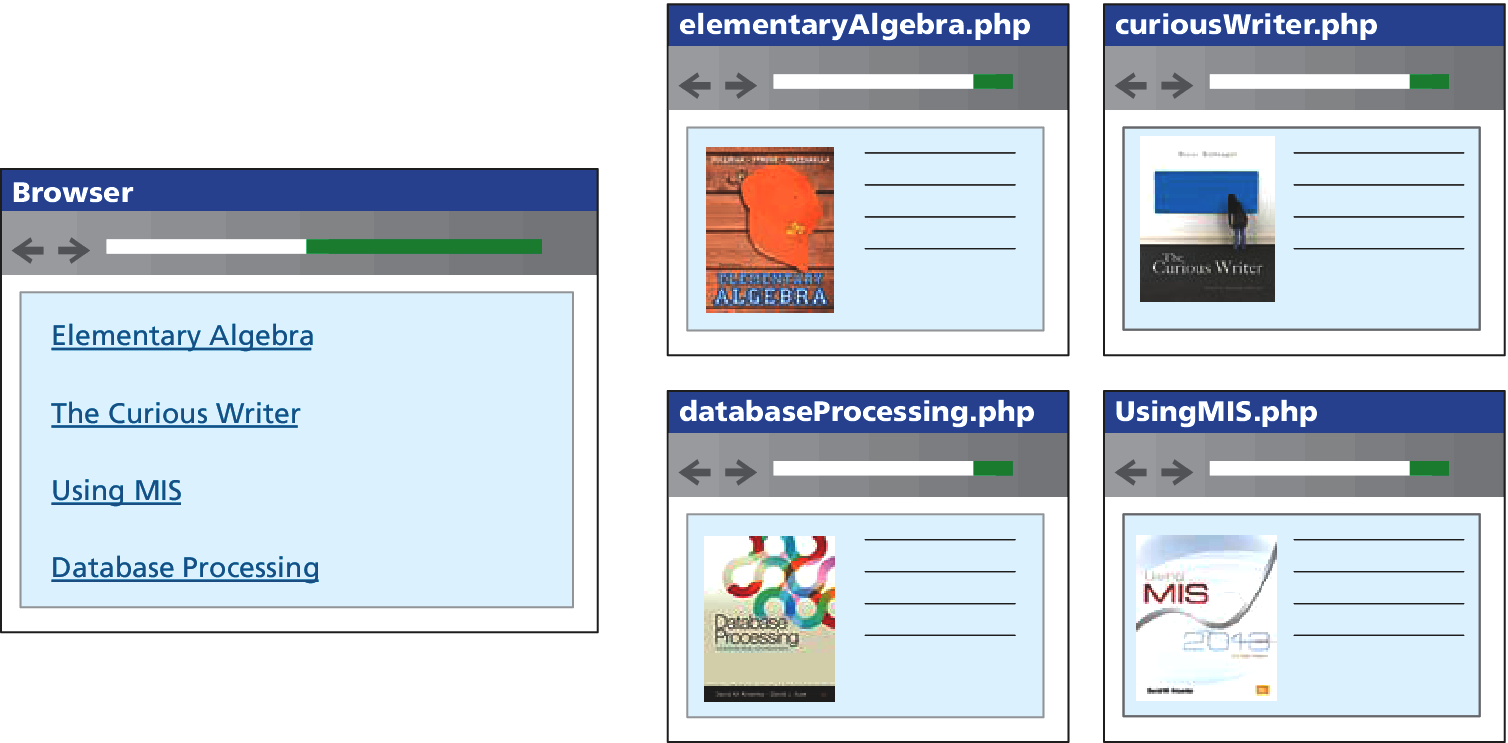 Browser
Elementary Algebra
The Curious Writer
Using MIS
Database Processing
elementaryAlgebra.php
ELEMENTARY
ALGEBRA
curiousWriter.php
The
Curious Writer
databaseProcessing.php
Database
Processing
UsingMIS.php
Using
MIS
2013